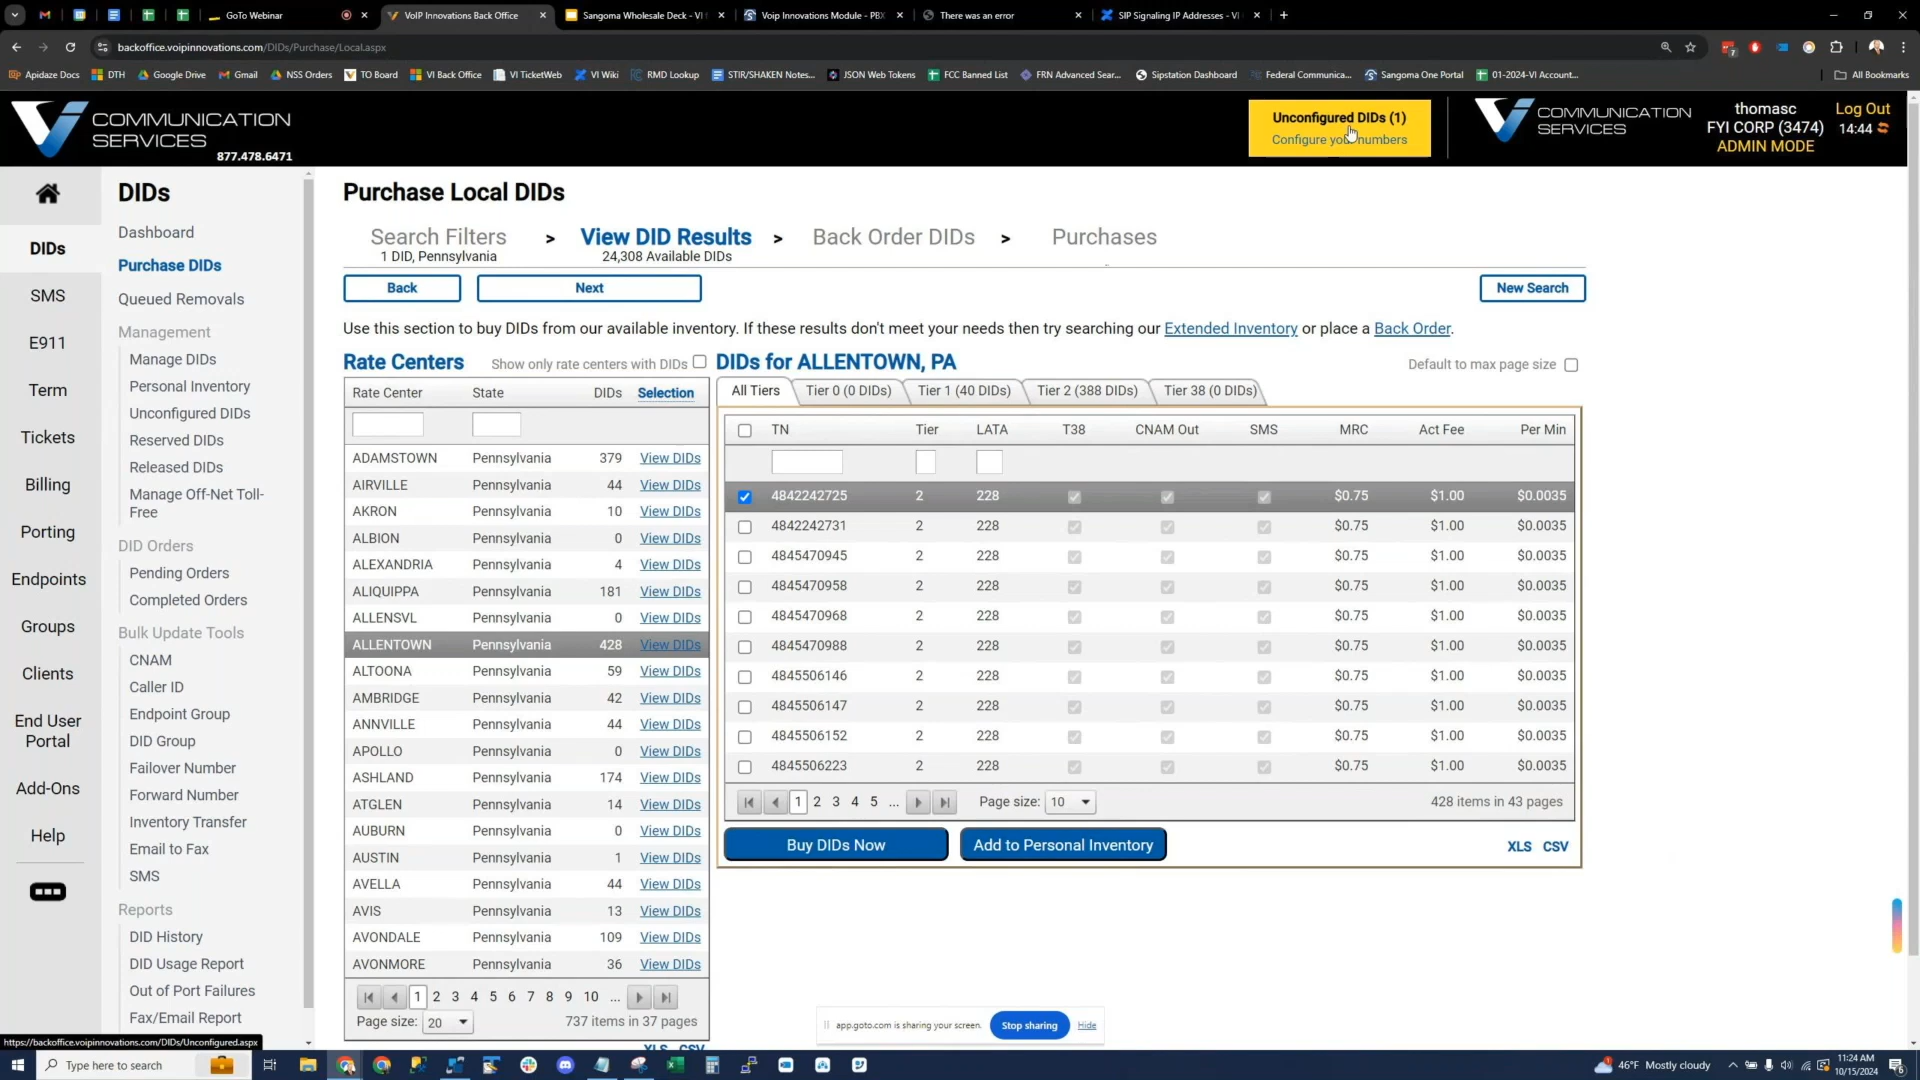 GoTo Webinar
VoIP Innovations Back Office
Sangoma Wholesale Deck - VI f
Voip Innovations Module - PBX
There was an error
SIP Signaling IP Addresses - VI
backoffice.voipinnovations.com/DIDs/Purchase/Local.aspx
Apidaze Docs
DTH
Google Drive
Gmail
NSS Orders
TO Board
VI Back Office
VI TicketWeb
VI Wiki
RMD Lookup
STIR/SHAKEN Notes...
JSON Web Tokens
FCC Banned List
FRN Advanced Sear...
Sipstation Dashboard
Federal Communica...
Sangoma One Portal
01-2024-VI Account...
All Bookmarks
COMMUNICATION
SERVICES
877.478.6471
Unconfigured DIDs (1)
Configure your numbers
COMMUNICATION
SERVICES
thomasc
FYI CORP (3474)
ADMIN MODE
Log Out
14:44
DIDs
SMS
E911
Term
Tickets
Billing
Porting
Endpoints
Groups
Clients
End User
Portal
Add-Ons
Help
DIDs
Dashboard
Purchase DIDs
Queued Removals
Management
Manage DIDs
Personal Inventory
Unconfigured DIDs
Reserved DIDs
Released DIDs
Manage Off-Net Toll-
Free
DID Orders
Pending Orders
Completed Orders
Bulk Update Tools
CNAM
Caller ID
Endpoint Group
DID Group
Failover Number
Forward Number
Inventory Transfer
Email to Fax
SMS
Reports
DID History
DID Usage Report
Out of Port Failures
Fax/Email Report
Purchase Local DIDs
Search Filters > View DID Results > Back Order DIDs > Purchases
1 DID, Pennsylvania 24,308 Available DIDs
Back Next New Search
Use this section to buy DIDs from our available inventory. If these results don't meet your needs then try searching our Extended Inventory or place a Back Order.
Rate Centers Show only rate centers with DIDs
Rate Center State DIDs Selection
ADAMSTOWN Pennsylvania 379 View DIDs
AIRVILLE Pennsylvania 44 View DIDs
AKRON Pennsylvania 10 View DIDs
ALBION Pennsylvania 0 View DIDs
ALEXANDRIA Pennsylvania 4 View DIDs
ALIQUIPPA Pennsylvania 181 View DIDs
ALLENSVL Pennsylvania 0 View DIDs
ALLENTOWN Pennsylvania 428 View DIDs
ALTOONA Pennsylvania 59 View DIDs
AMBRIDGE Pennsylvania 42 View DIDs
ANNVILLE Pennsylvania 44 View DIDs
APOLLO Pennsylvania 0 View DIDs
ASHLAND Pennsylvania 174 View DIDs
ATGLEN Pennsylvania 14 View DIDs
AUBURN Pennsylvania 0 View DIDs
AUSTIN Pennsylvania 1 View DIDs
AVELLA Pennsylvania 44 View DIDs
AVIS Pennsylvania 13 View DIDs
AVONDALE Pennsylvania 109 View DIDs
AVONMORE Pennsylvania 36 View DIDs
1 2 3 4 5 6 7 8 9 10 ...
Page size: 20 737 items in 37 pages
XLS CSV
DIDs for ALLENTOWN, PA Default to max page size
All Tiers Tier 0 (0 DIDs) Tier 1 (40 DIDs) Tier 2 (388 DIDs) Tier 38 (0 DIDs)
TN Tier LATA T38 CNAM Out SMS MRC Act Fee Per Min
4842242725 2 228 $0.75 $1.00 $0.0035
4842242731 2 228 $0.75 $1.00 $0.0035
4845470945 2 228 $0.75 $1.00 $0.0035
4845470958 2 228 $0.75 $1.00 $0.0035
4845470968 2 228 $0.75 $1.00 $0.0035
4845470988 2 228 $0.75 $1.00 $0.0035
4845506146 2 228 $0.75 $1.00 $0.0035
4845506147 2 228 $0.75 $1.00 $0.0035
4845506152 2 228 $0.75 $1.00 $0.0035
4845506223 2 228 $0.75 $1.00 $0.0035
1 2 3 4 5 ... Page size: 10 428 items in 43 pages
Buy DIDs Now Add to Personal Inventory XLS CSV
app.goto.com is sharing your screen. Stop sharing Hide
https://backoffice.voipinnovations.com/DIDs/Unconfigured.aspx
Type here to search
46°F Mostly cloudy
11:24 AM
10/15/2024